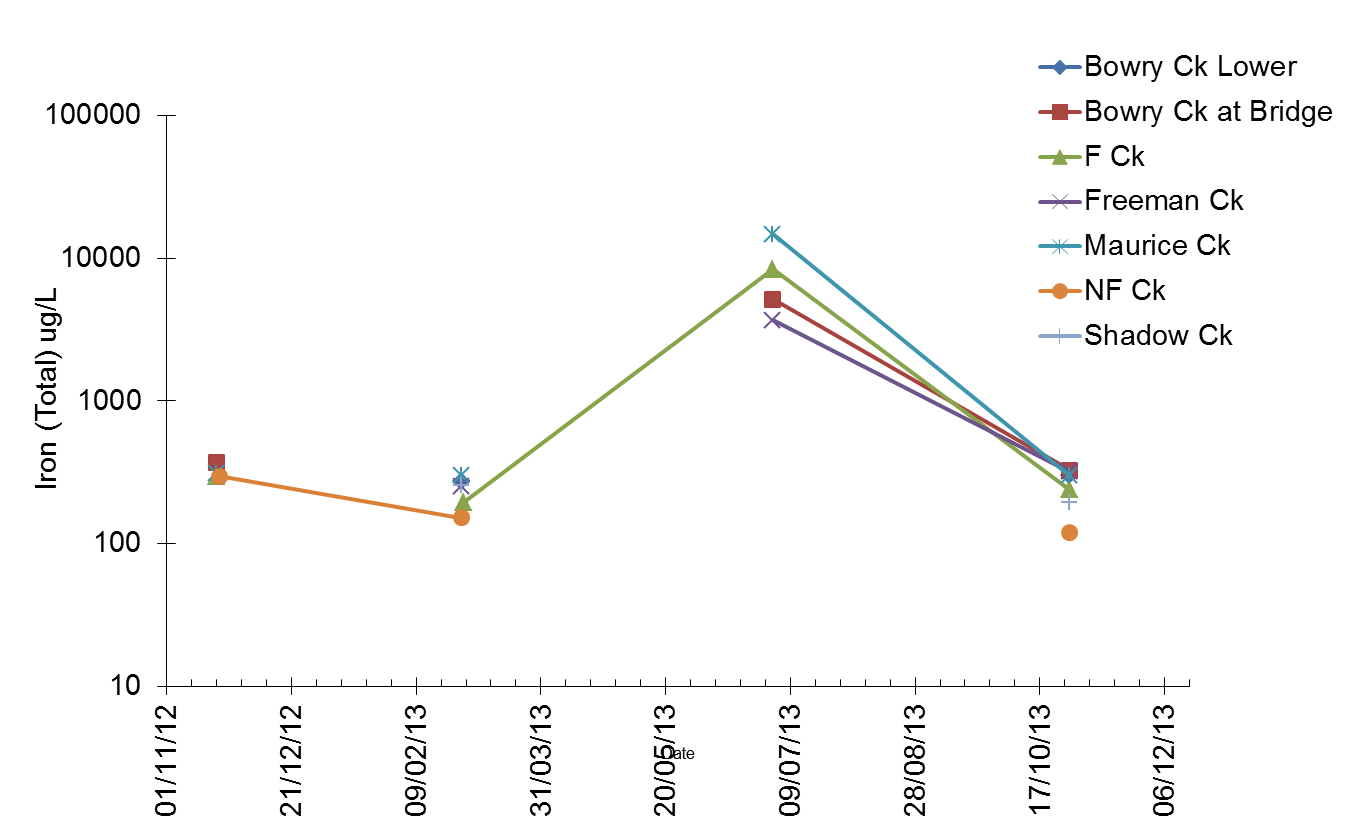 Bowry Ck Lower
Bowry Ck at Bridge
F Ck
Freeman Ck
Maurice Ck
NF Ck
Shadow Ck
Iron (Total) ug/L
100000
10000
1000
100
10
01/11/12
21/12/12
09/02/13
31/03/13
20/05/13
09/07/13
28/08/13
17/10/13
06/12/13
Date